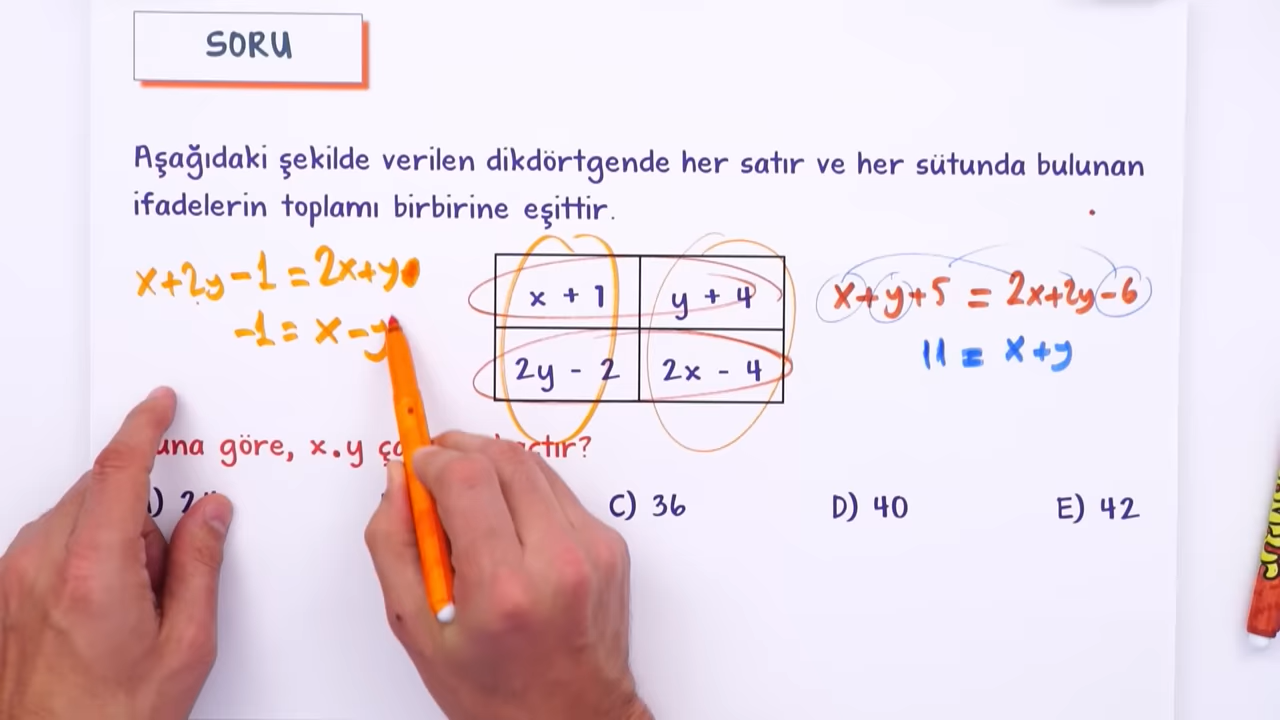 SORU
Aşağıdaki şekilde verilen dikdörtgende her satır ve her sütunda bulunan
ifadelerin toplamı birbirine eşittir.
x+2y-1=2x+y
-1=x-y
x + 1
y + 4
2y - 2
2x - 4
x+y+5=2x+2y-6
11=x+y
göre, x.y
C) 36
D) 40
E) 42